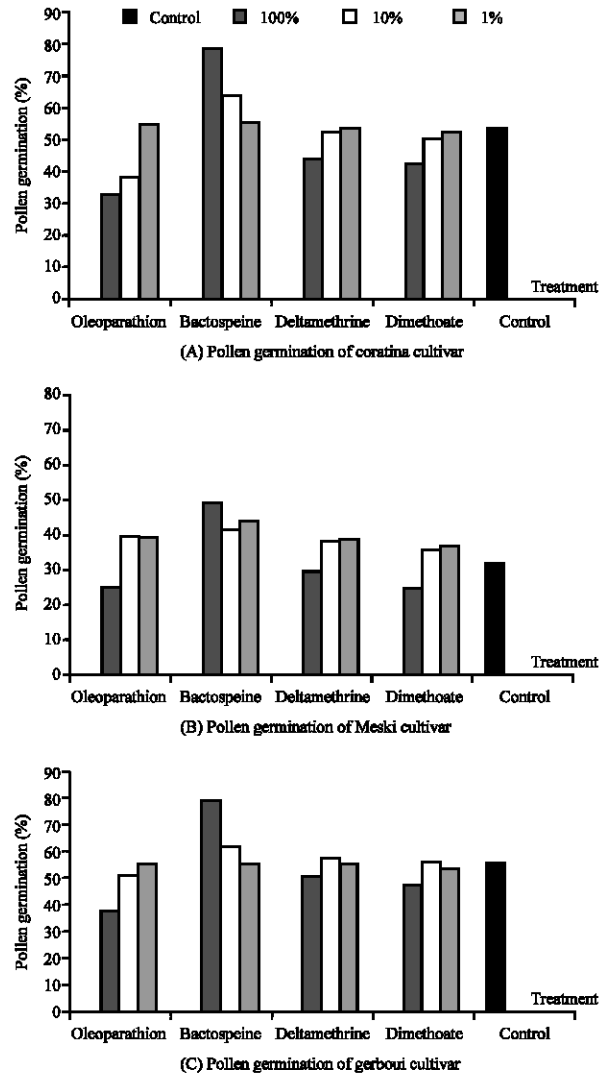 Control 100% 10% 1%
Pollen germination (%)
90
80
70
60
50
40
30
20
10
0
Treatment
Oleoparathion Bactospeine Deltamethrine Dimethoate Control
(A) Pollen germination of coratina cultivar
Pollen germination (%)
80
70
60
50
40
30
20
10
0
Treatment
Oleoparathion Bactospeine Deltamethrine Dimethoate Control
(B) Pollen germination of Meski cultivar
Pollen germination (%)
90
80
70
60
50
40
30
20
10
0
Treatment
Oleoparathion Bactospeine Deltamethrine Dimethoate Control
(C) Pollen germination of gerboui cultivar